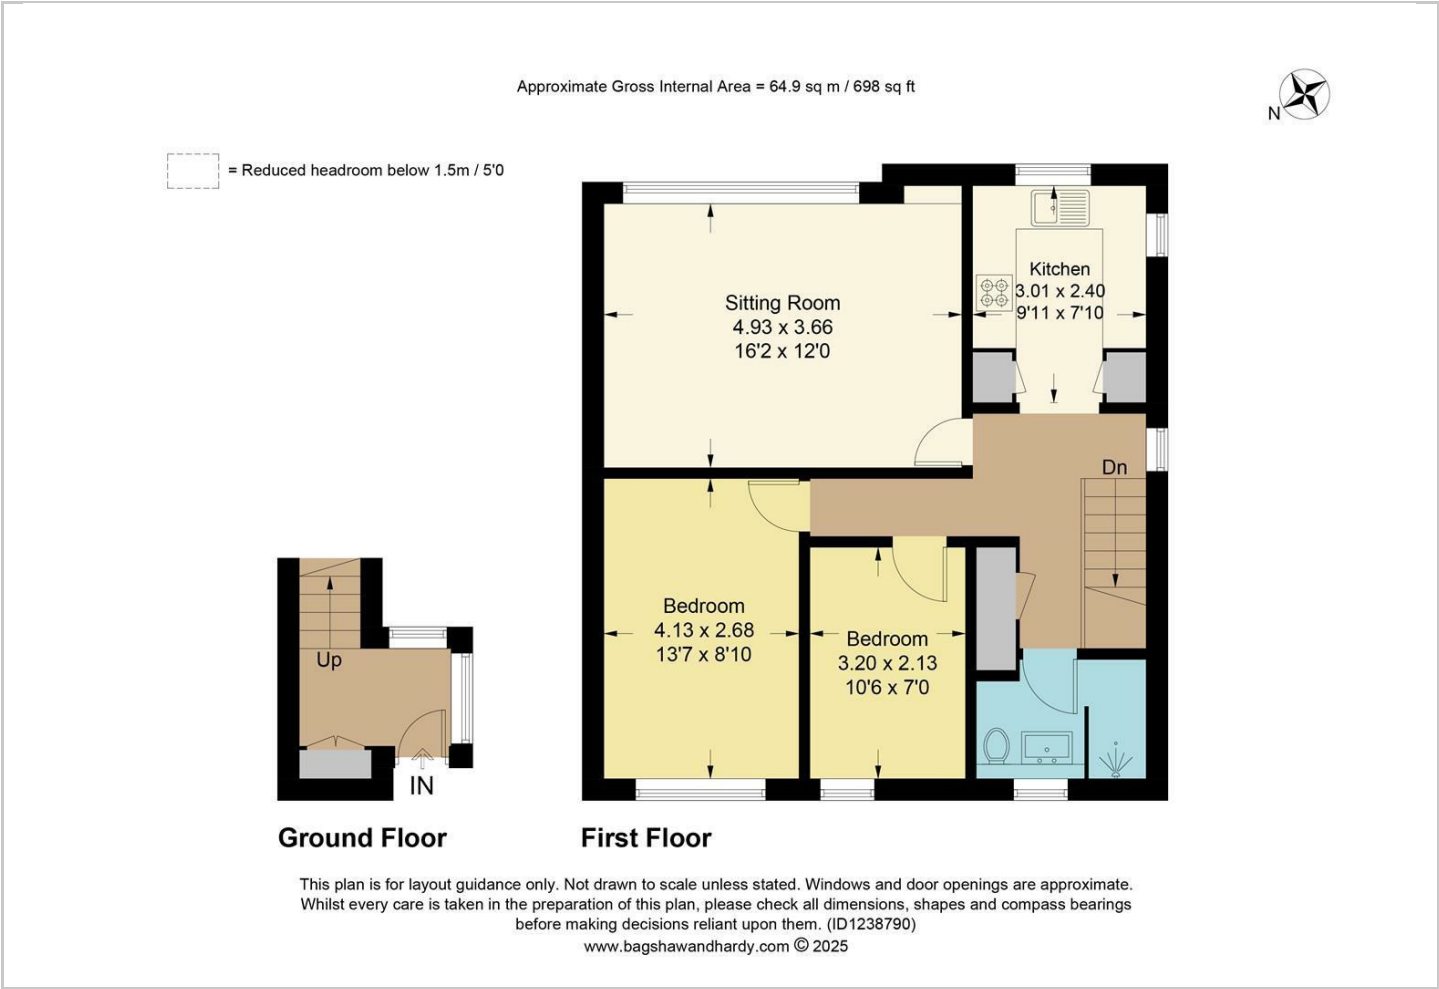 Approximate Gross Internal Area = 64.9 sq m / 698 sq ft
N
= Reduced headroom below 1.5m / 5'0
Kitchen
3.01 x 2.40
9'11 x 7'10
Sitting Room
4.93 x 3.66
16'2 x 12'0
Dn
Bedroom
4.13 x 2.68
13'7 x 8'10
Bedroom
3.20 x 2.13
10'6 x 7'0
Up
IN
Ground Floor
First Floor
This plan is for layout guidance only. Not drawn to scale unless stated. Windows and door openings are approximate.
Whilst every care is taken in the preparation of this plan, please check all dimensions, shapes and compass bearings
before making decisions reliant upon them. (ID1238790)
www.bagshawandhardy.com © 2025